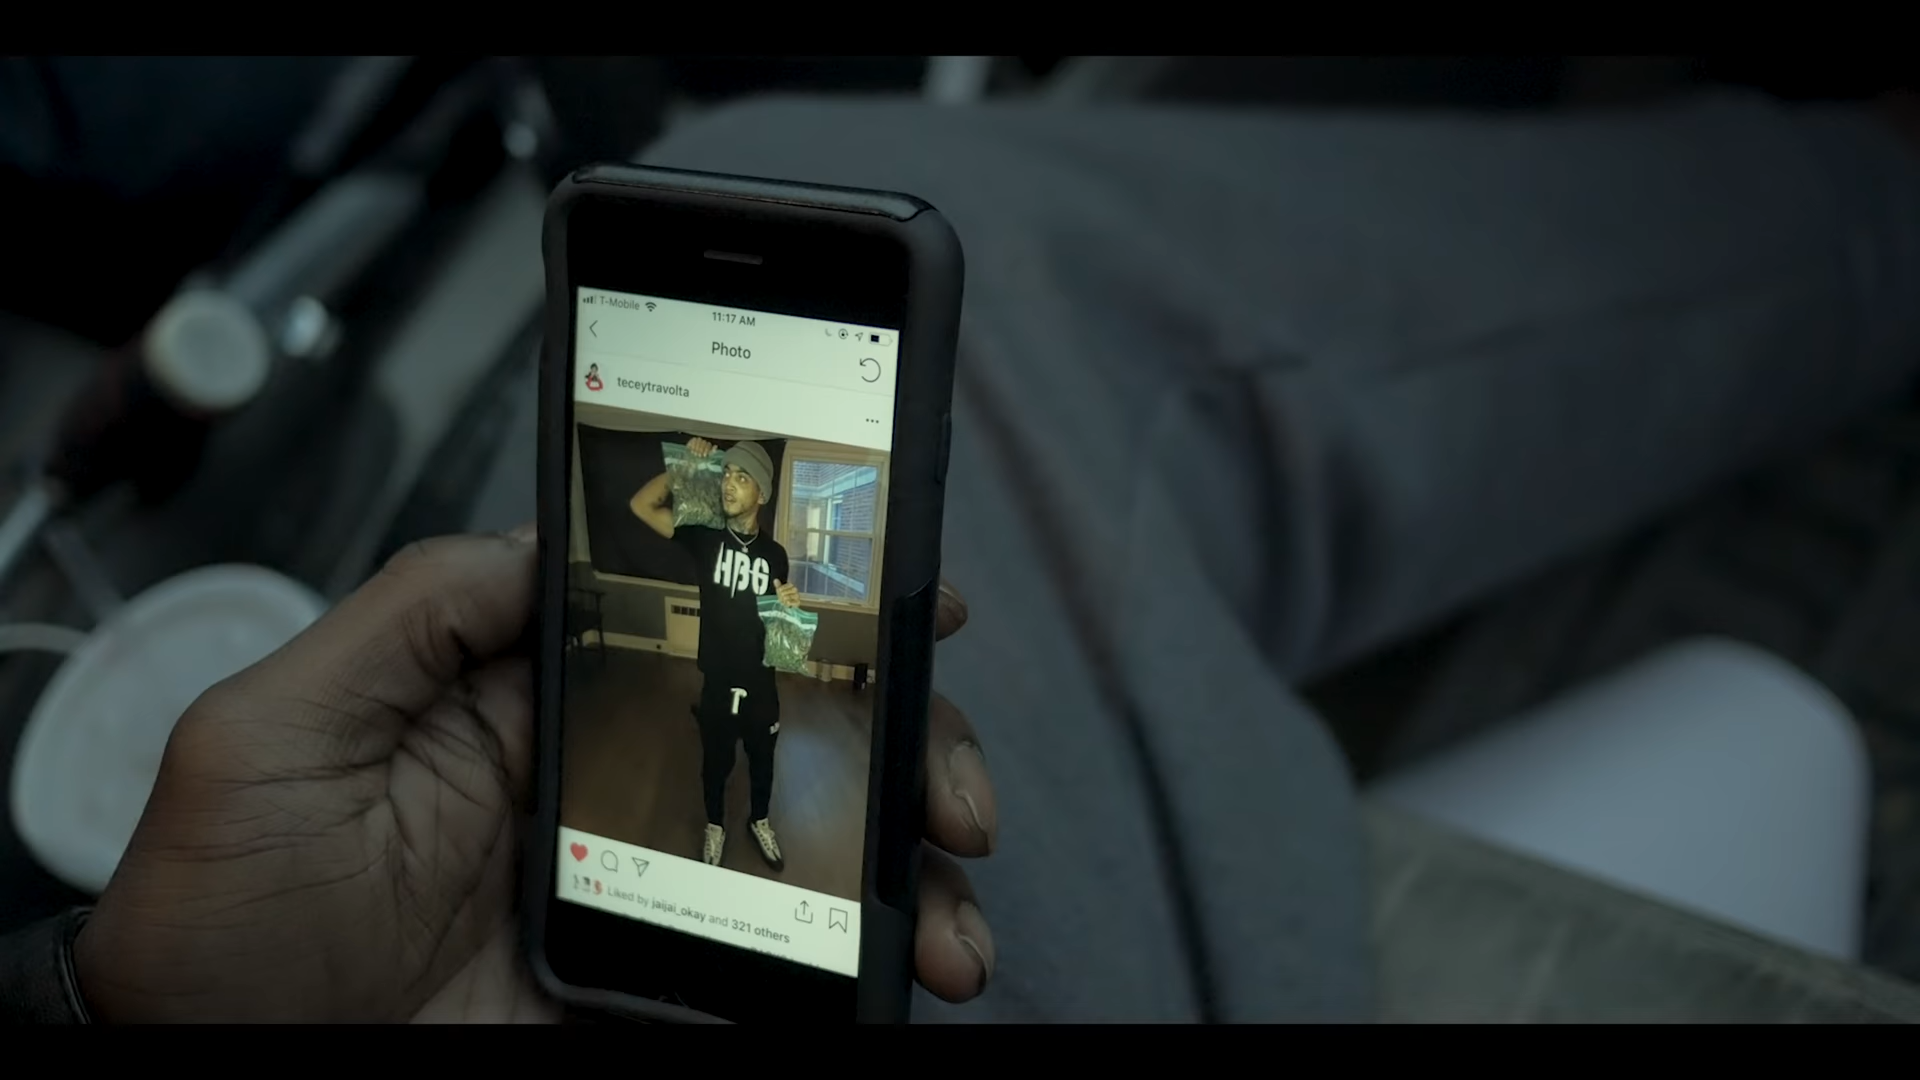 T-Mobile
11:17 AM
Photo
teceytravolta
HBG
T
Liked by jaijai_okay and 321 others